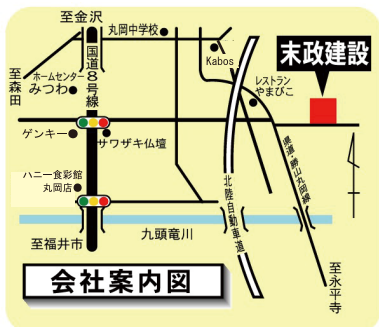 至金沢
丸岡中学校
国道8号線
至森田
ホームセンター
みつわ
Kabos
レストラン
やまびこ
末政建設
ゲンキー
サワザキ仏壇
ハニー食彩館
丸岡店
北陸自動車道
県道・勝山丸岡線
至福井市
九頭竜川
至永平寺
会社案内図